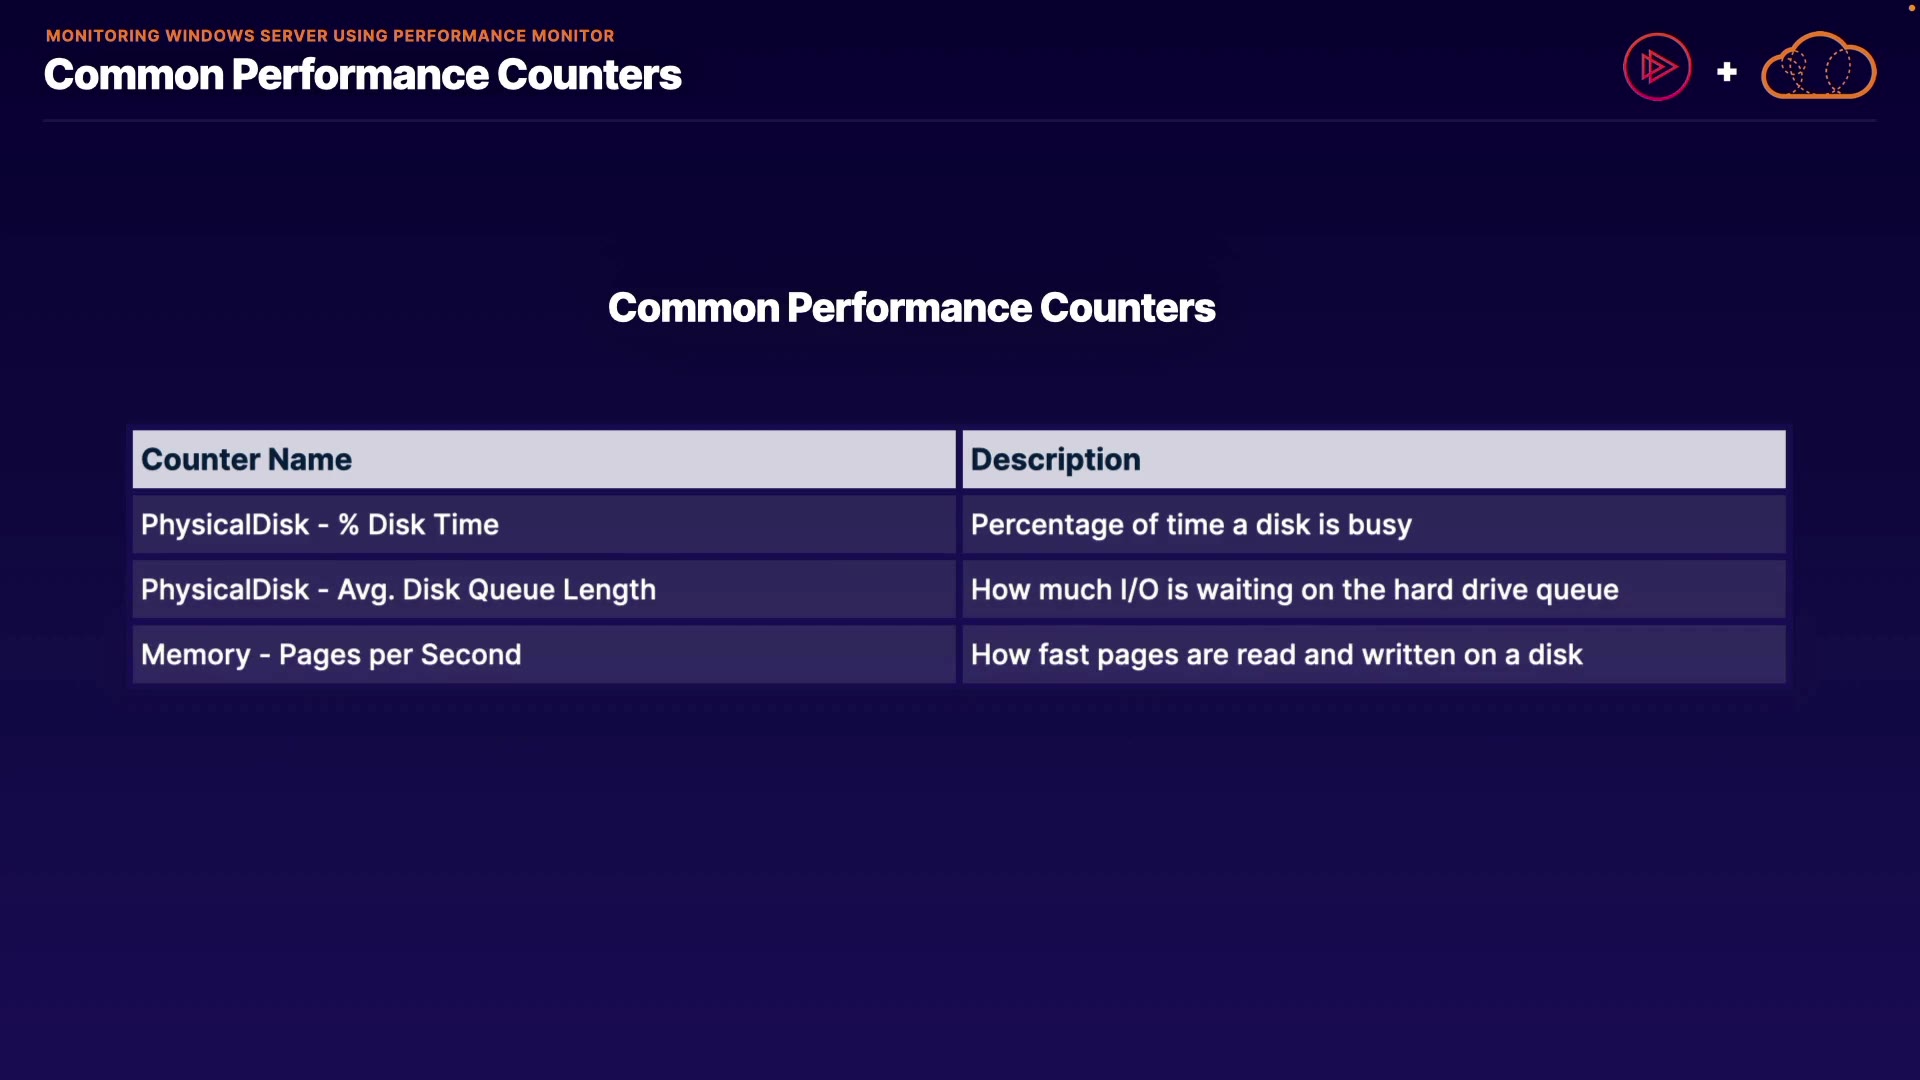 MONITORING WINDOWS SERVER USING PERFORMANCE MONITOR
Common Performance Counters
+
Common Performance Counters
Counter Name Description
PhysicalDisk - % Disk Time Percentage of time a disk is busy
PhysicalDisk - Avg. Disk Queue Length How much I/O is waiting on the hard drive queue
Memory - Pages per Second How fast pages are read and written on a disk